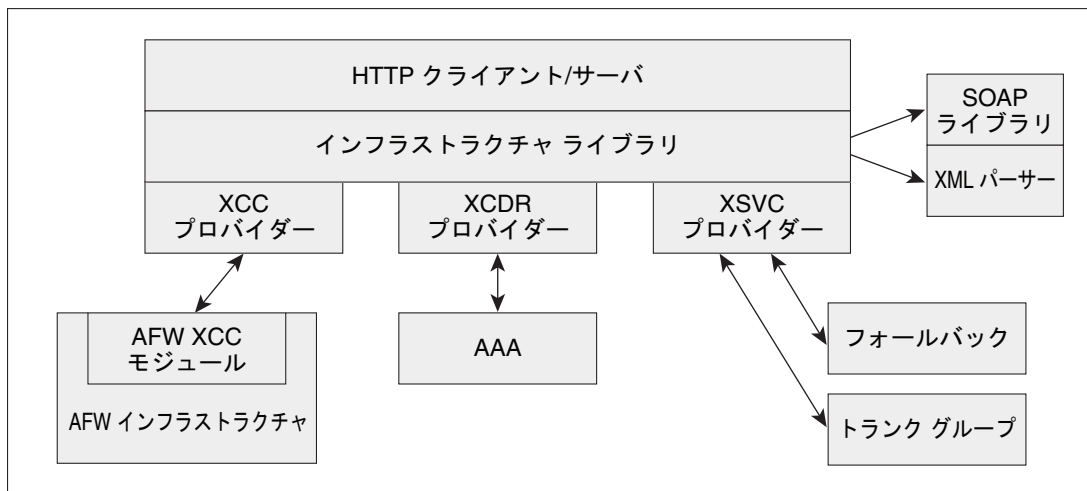 HTTP クライアント/サーバ
インフラストラクチャ ライブラリ
SOAP
ライブラリ
XML パーサー
XCC
プロバイダー
XCDR
プロバイダー
XSVC
プロバイダー
AFW XCC
モジュール
AFW インフラストラクチャ
AAA
フォールバック
トランク グループ